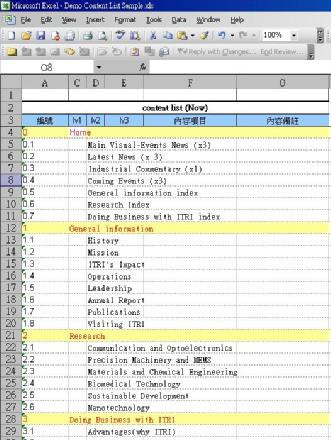 Microsoft Excel - Demo Content List Sample.xls
File Edit View Insert Format Tools Data Window Help
100%
Reply with Changes... End Review...
O8 fx
A C D E F G
1
2 content list (Now)
3 編號 lv1 lv2 lv3 內容項目 內容備註
4 0 Home
5 0.1 Main Visual-Events News (x3)
6 0.2 Latest News (x 3)
7 0.3 Industrial Commentary (x1)
8 0.4 Coming Events (x3)
9 0.5 General information index
10 0.6 Research Index
11 0.7 Doing Business with ITRI index
12 1 General Information
13 1.1 History
14 1.2 Mission
15 1.3 ITRI's Impact
16 1.4 Operations
17 1.5 Leadership
18 1.6 Annual Report
19 1.7 Publications
20 1.8 Visiting ITRI
21 2 Research
22 2.1 Communication and Optoelectronics
23 2.2 Precision Machinery and MEMS
24 2.3 Materials and Chemical Engineering
25 2.4 Biomedical Technology
26 2.5 Sustainable Development
27 2.6 Nanotechnology
28 3 Doing Business with ITRI
29 3.1 Advantages(why ITRI)